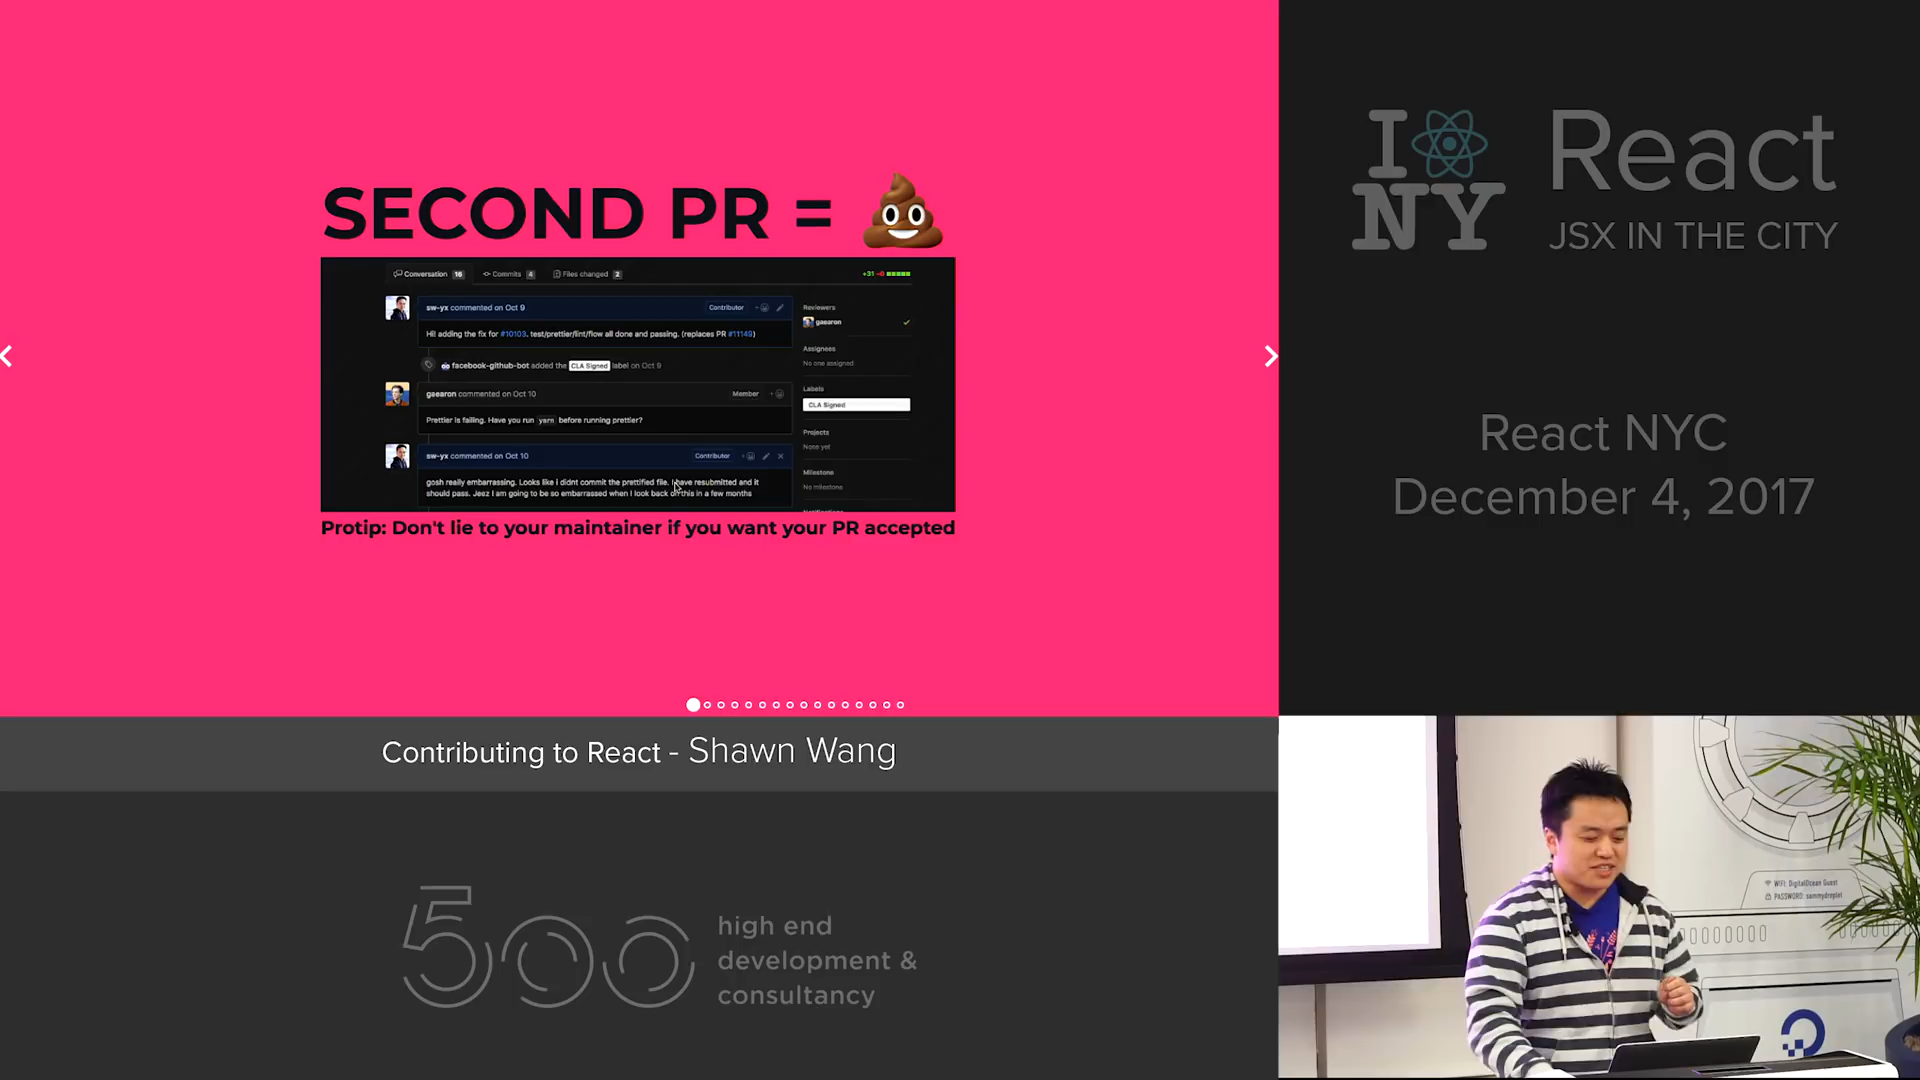 SECOND PR =
Conversation 16
Commits 4
Files changed 2
+31 -0
sw-yx commented on Oct 9
Contributor
Hi! adding the fix for #10103. test/prettier/lint/flow all done and passing. (replaces PR #11149)
facebook-github-bot added the CLA Signed label on Oct 9
gaearon commented on Oct 10
Member
Prettier is failing. Have you run yarn before running prettier?
sw-yx commented on Oct 10
Contributor
gosh really embarrassing. Looks like i didnt commit the prettified file. I have resubmitted and it
should pass. Jeez I am going to be so embarrassed when I look back on this in a few months
Reviewers
gaearon
Assignees
No one assigned
Labels
CLA Signed
Projects
None yet
Milestone
No milestone
Protip: Don't lie to your maintainer if you want your PR accepted
I
NY
React
JSX IN THE CITY
React NYC
December 4, 2017
Contributing to React - Shawn Wang
500
high end
development &
consultancy
WIFI: DigitalOcean Guest
PASSWORD: sammydroplet